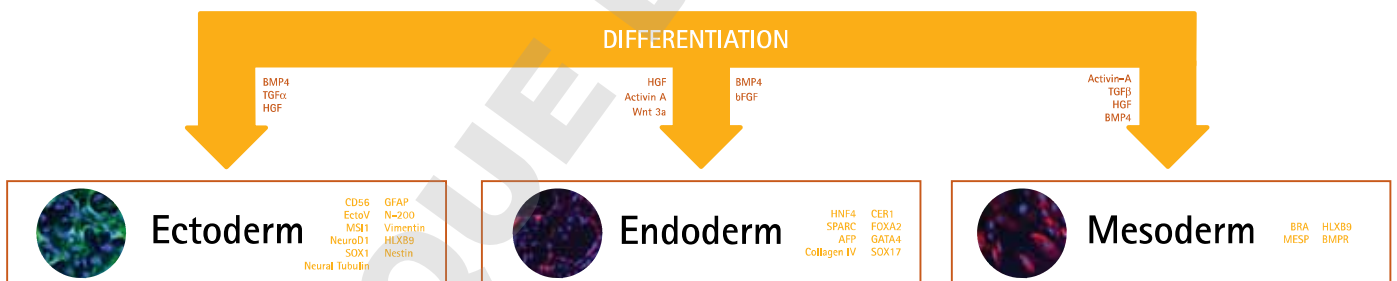 DIFFERENTIATION
BMP4
TGFα
HGF
HGF
Activin A
Wnt 3a
BMP4
bFGF
Activin-A
TGFβ
HGF
BMP4
Ectoderm
CD56 GFAP
EctoV N-200
MSI1 Vimentin
NeuroD1 HLXB9
SOX1 Nestin
Neural Tubulin
Endoderm
HNF4 CER1
SPARC FOXA2
AFP GATA4
Collagen IV SOX17
Mesoderm
BRA HLXB9
MESP BMPR
QUE